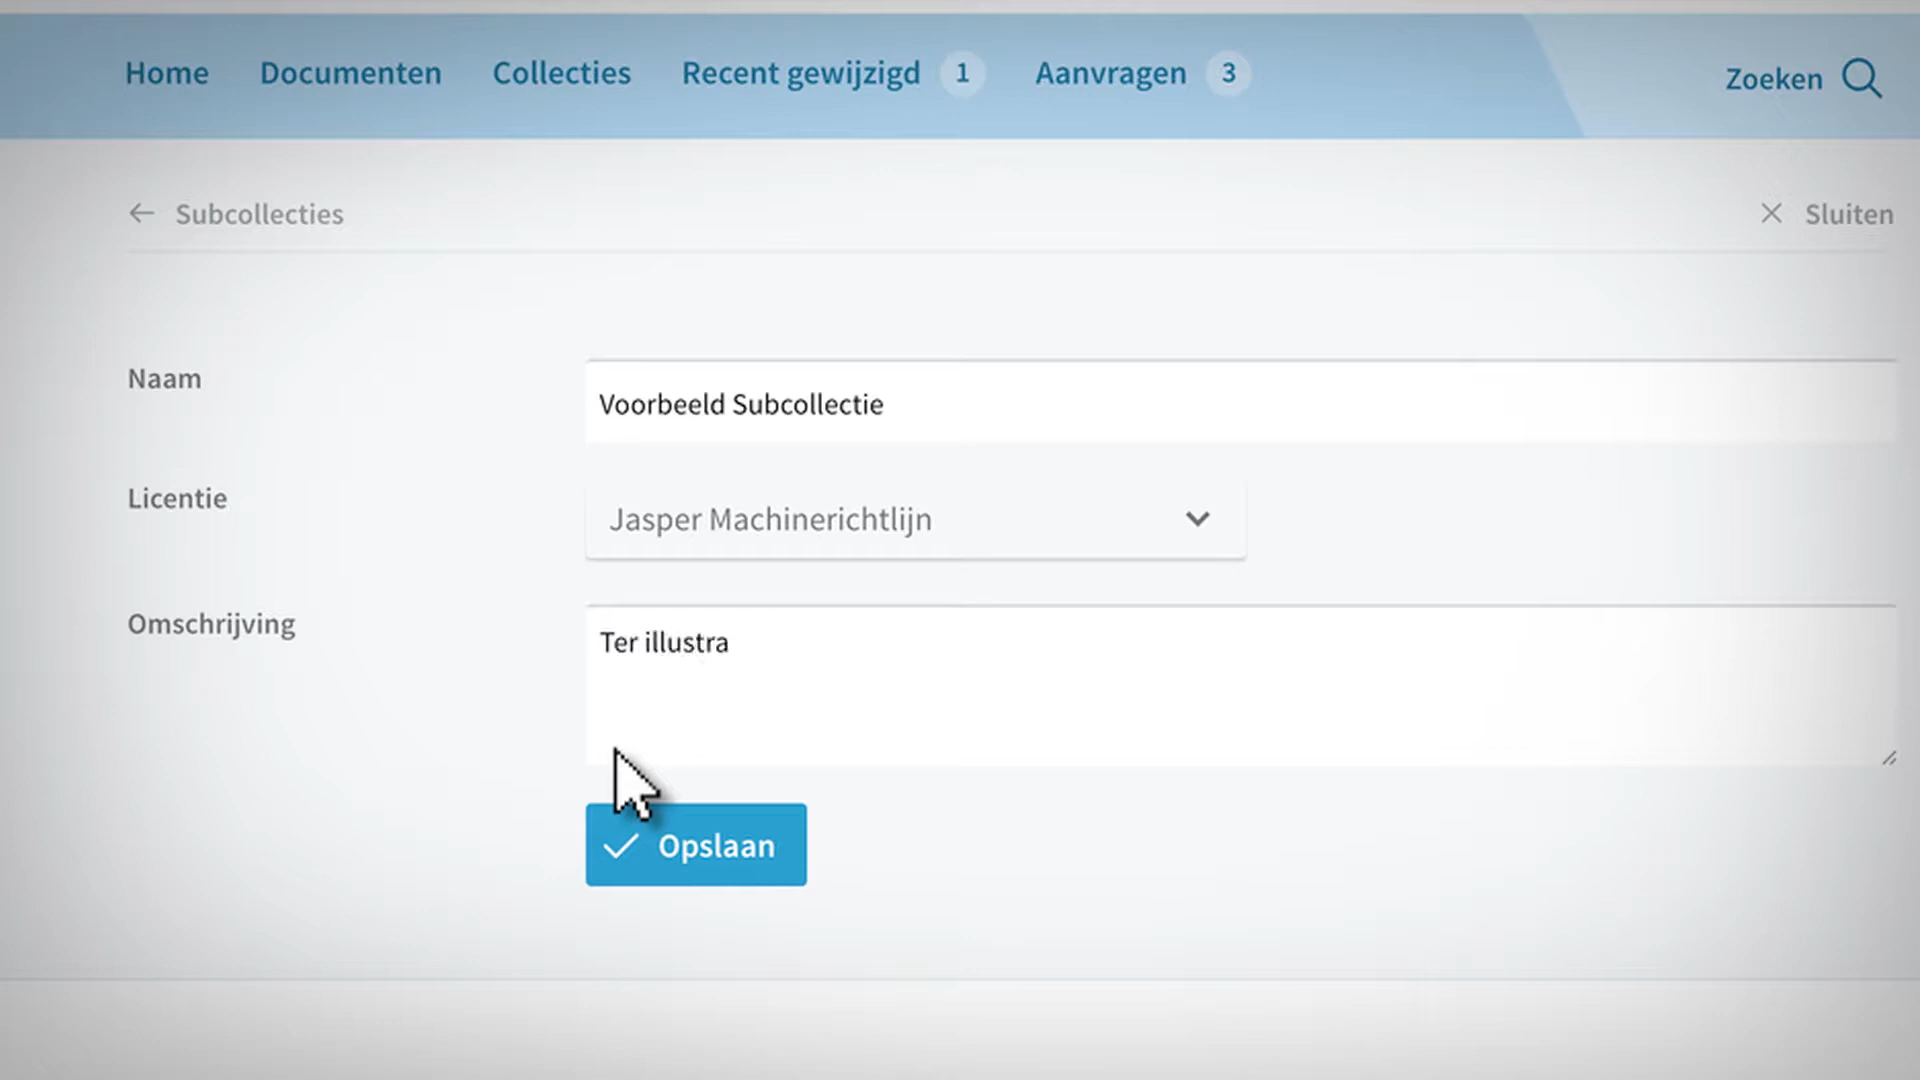 Home Documenten Collecties Recent gewijzigd 1 Aanvragen 3 Zoeken
Subcollecties Sluiten
Naam Voorbeeld Subcollectie
Licentie Jasper Machinerichtlijn
Omschrijving Ter illustra
Opslaan